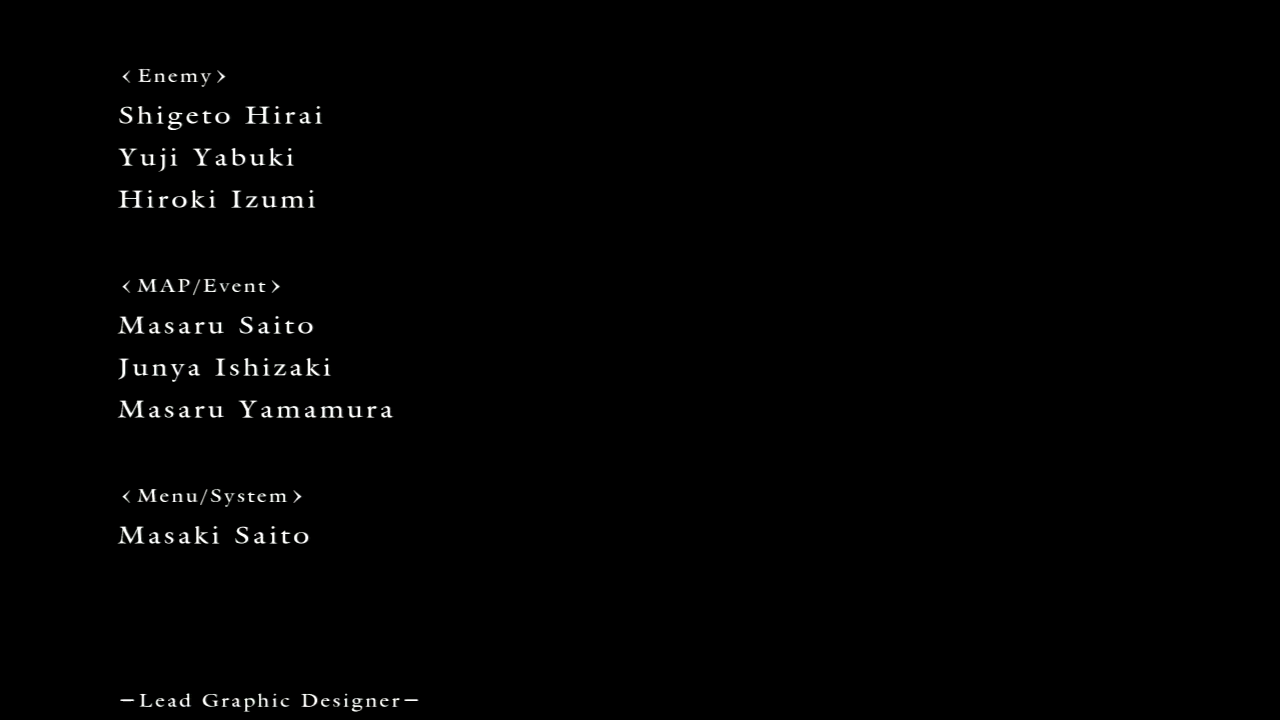 ‹Enemy›
Shigeto Hirai
Yuji Yabuki
Hiroki Izumi
‹MAP/Event›
Masaru Saito
Junya Ishizaki
Masaru Yamamura
‹Menu/System›
Masaki Saito
—Lead Graphic Designer—